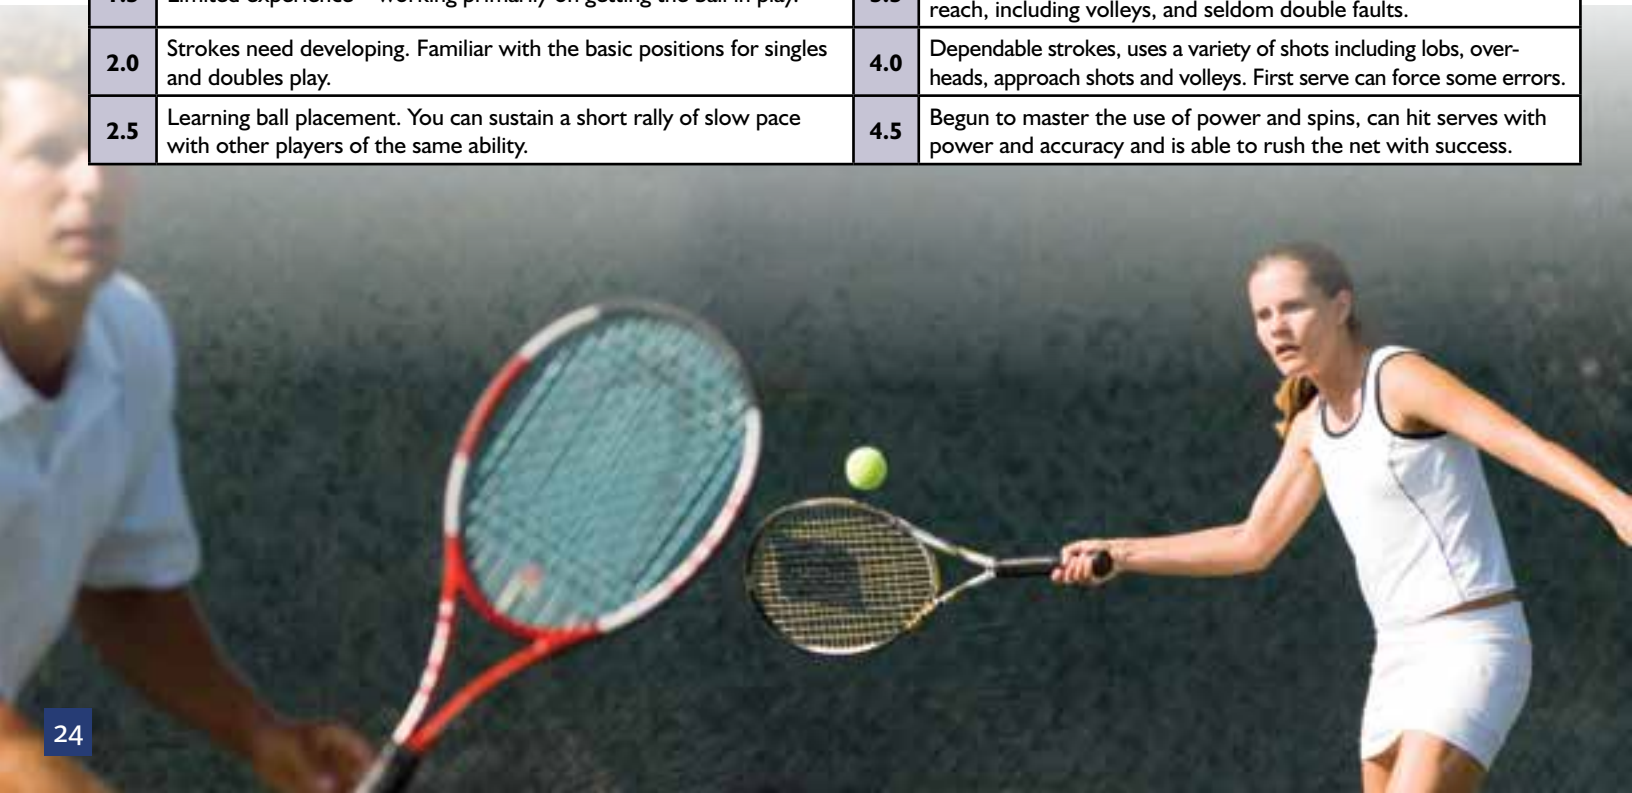 reach, including volleys, and seldom double faults.
2.0
Strokes need developing. Familiar with the basic positions for singles
and doubles play.
4.0
Dependable strokes, uses a variety of shots including lobs, over-
heads, approach shots and volleys. First serve can force some errors.
2.5
Learning ball placement. You can sustain a short rally of slow pace
with other players of the same ability.
4.5
Begun to master the use of power and spins, can hit serves with
power and accuracy and is able to rush the net with success.
24